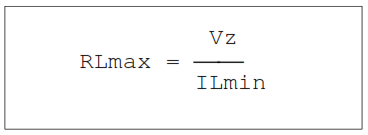 Vz
RLmax = ───
ILmin